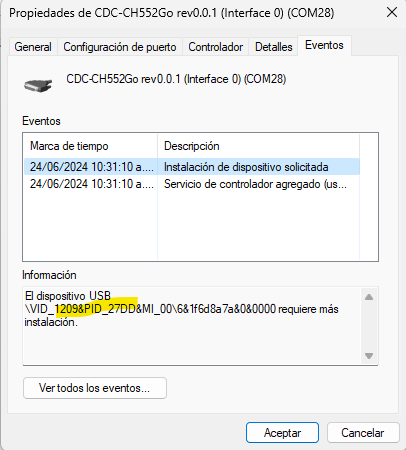 Propiedades de CDC-CH552Go rev0.0.1 (Interface 0) (COM28)
General Configuración de puerto Controlador Detalles Eventos
CDC-CH552Go rev0.0.1 (Interface 0) (COM28)
Eventos
Marca de tiempo Descripción
24/06/2024 10:31:10 a.... Instalación de dispositivo solicitada
24/06/2024 10:31:10 a.... Servicio de controlador agregado (us...
Información
El dispositivo USB
\VID_1209&PID_27DD&MI_00\6&1f6d8a7a&0&0000 requiere más
instalación.
Ver todos los eventos...
Aceptar Cancelar